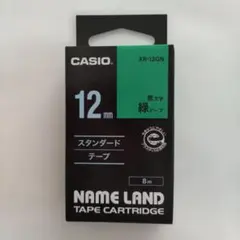 CASIO
XR-12GN
12mm
黒文字
緑テープ
スタンダード
テープ
8m
NAME LAND
TAPE CARTRIDGE